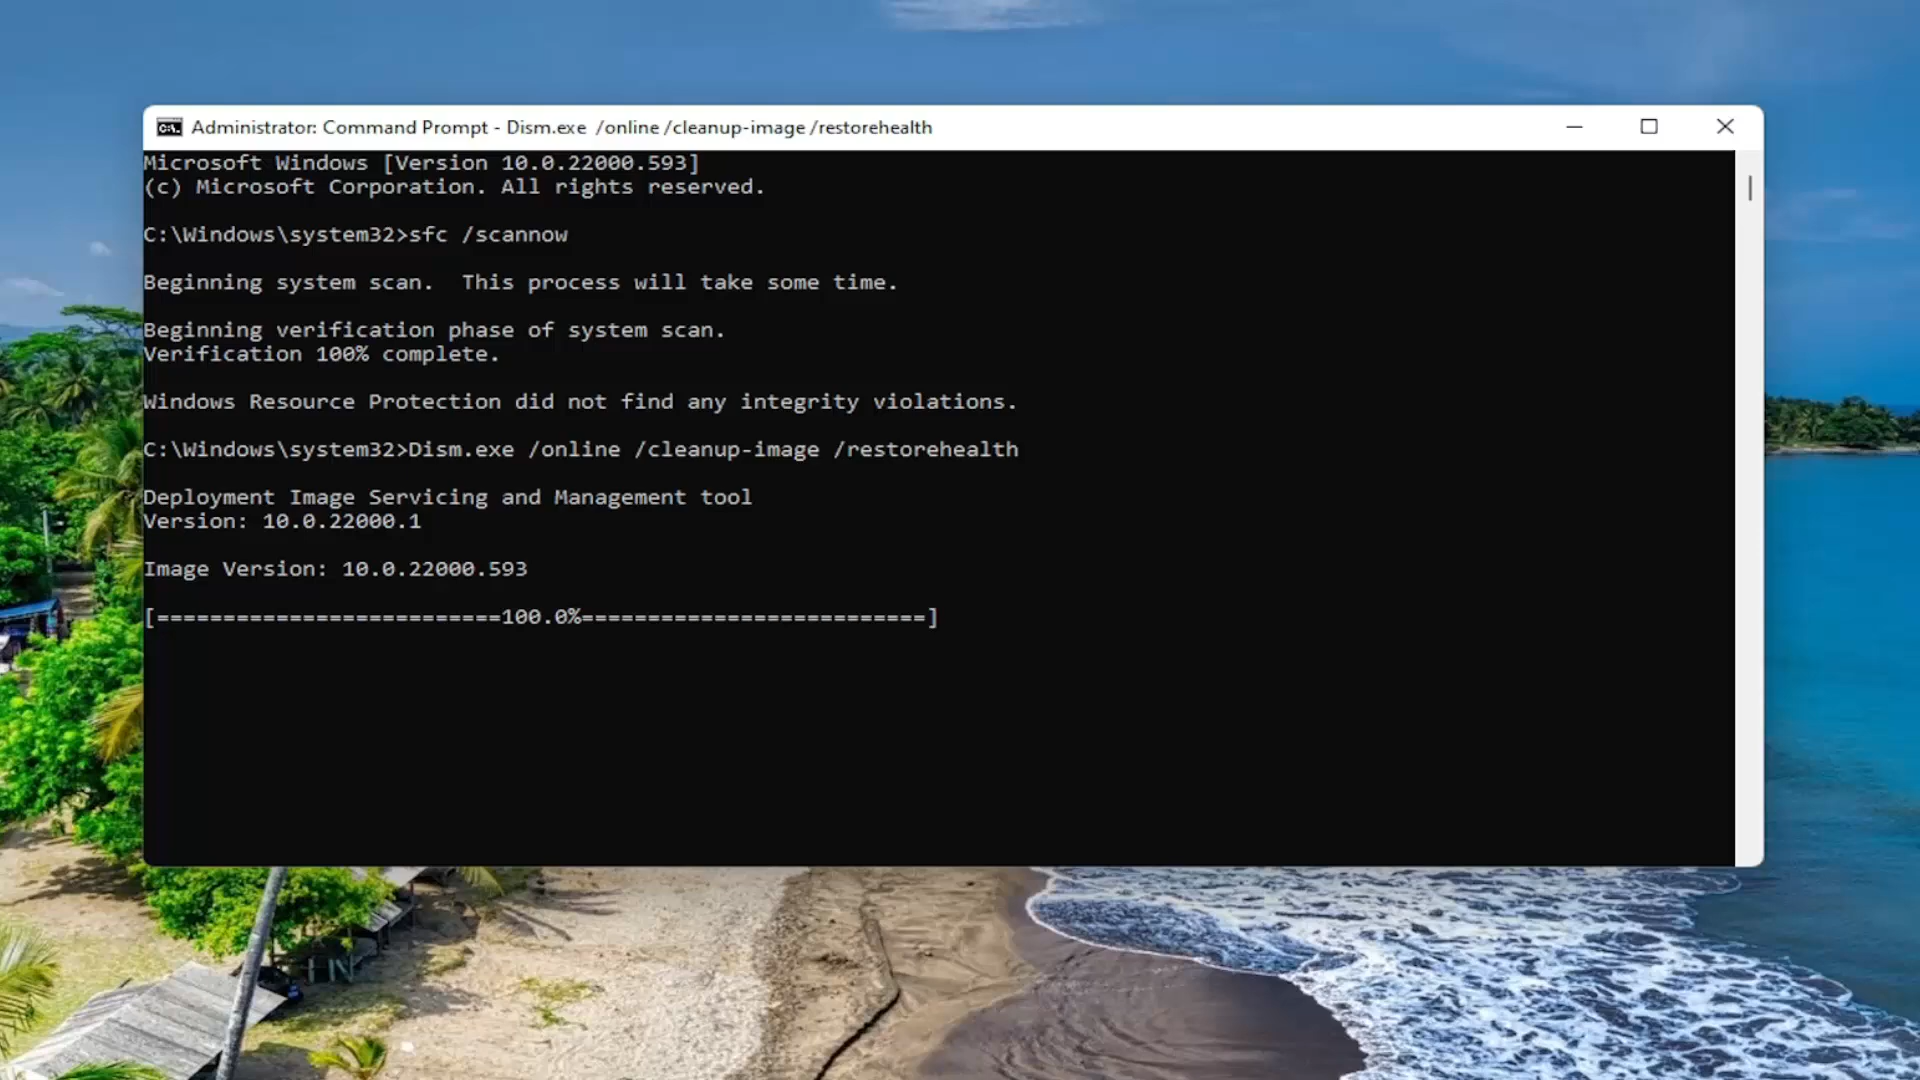 Administrator: Command Prompt - Dism.exe /online /cleanup-image /restorehealth
Microsoft Windows [Version 10.0.22000.593]
(c) Microsoft Corporation. All rights reserved.
C:\Windows\system32>sfc /scannow
Beginning system scan.  This process will take some time.
Beginning verification phase of system scan.
Verification 100% complete.
Windows Resource Protection did not find any integrity violations.
C:\Windows\system32>Dism.exe /online /cleanup-image /restorehealth
Deployment Image Servicing and Management tool
Version: 10.0.22000.1
Image Version: 10.0.22000.593
[==========================100.0%==========================]